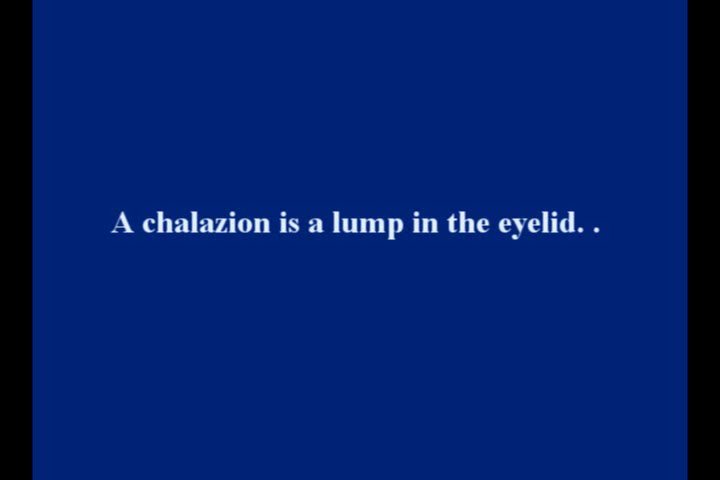 A chalazion is a lump in the eyelid. .